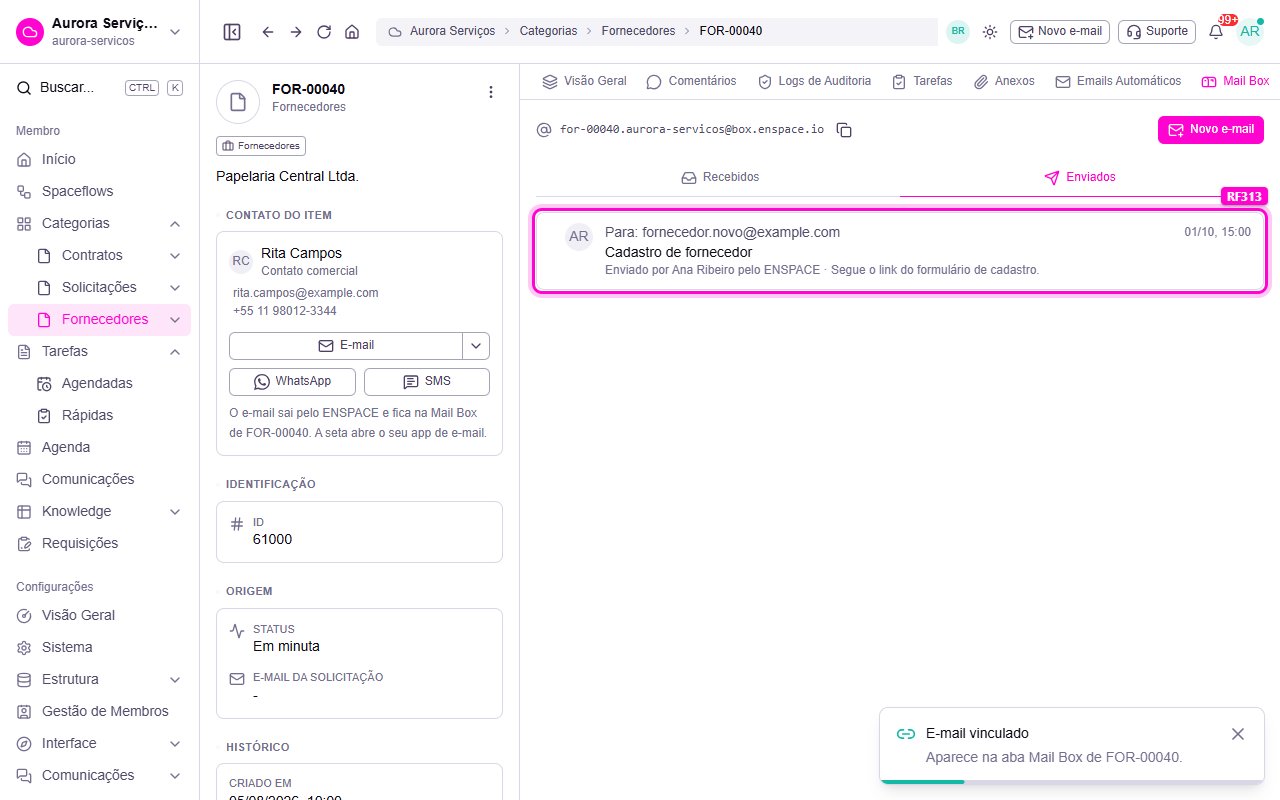 Aurora Serviç...
aurora-servicos
Aurora Serviços
Categorias
Fornecedores
FOR-00040
BR
Novo e-mail
Suporte
99+
AR
Buscar...
CTRL
K
Membro
Início
Spaceflows
Categorias
Contratos
Solicitações
Fornecedores
Tarefas
Agendadas
Rápidas
Agenda
Comunicações
Knowledge
Requisições
Configurações
Visão Geral
Sistema
Estrutura
Gestão de Membros
Interface
Comunicações
FOR-00040
Fornecedores
Fornecedores
Papelaria Central Ltda.
CONTATO DO ITEM
RC
Rita Campos
Contato comercial
rita.campos@example.com
+55 11 98012-3344
E-mail
WhatsApp
SMS
O e-mail sai pelo ENSPACE e fica na Mail Box
de FOR-00040. A seta abre o seu app de e-mail.
IDENTIFICAÇÃO
ID
61000
ORIGEM
STATUS
Em minuta
E-MAIL DA SOLICITAÇÃO
-
HISTÓRICO
CRIADO EM
05/08/2026, 10:00
Visão Geral
Comentários
Logs de Auditoria
Tarefas
Anexos
Emails Automáticos
Mail Box
for-00040.aurora-servicos@box.enspace.io
Novo e-mail
Recebidos
Enviados
RF313
AR
Para: fornecedor.novo@example.com
01/10, 15:00
Cadastro de fornecedor
Enviado por Ana Ribeiro pelo ENSPACE · Segue o link do formulário de cadastro.
E-mail vinculado
Aparece na aba Mail Box de FOR-00040.